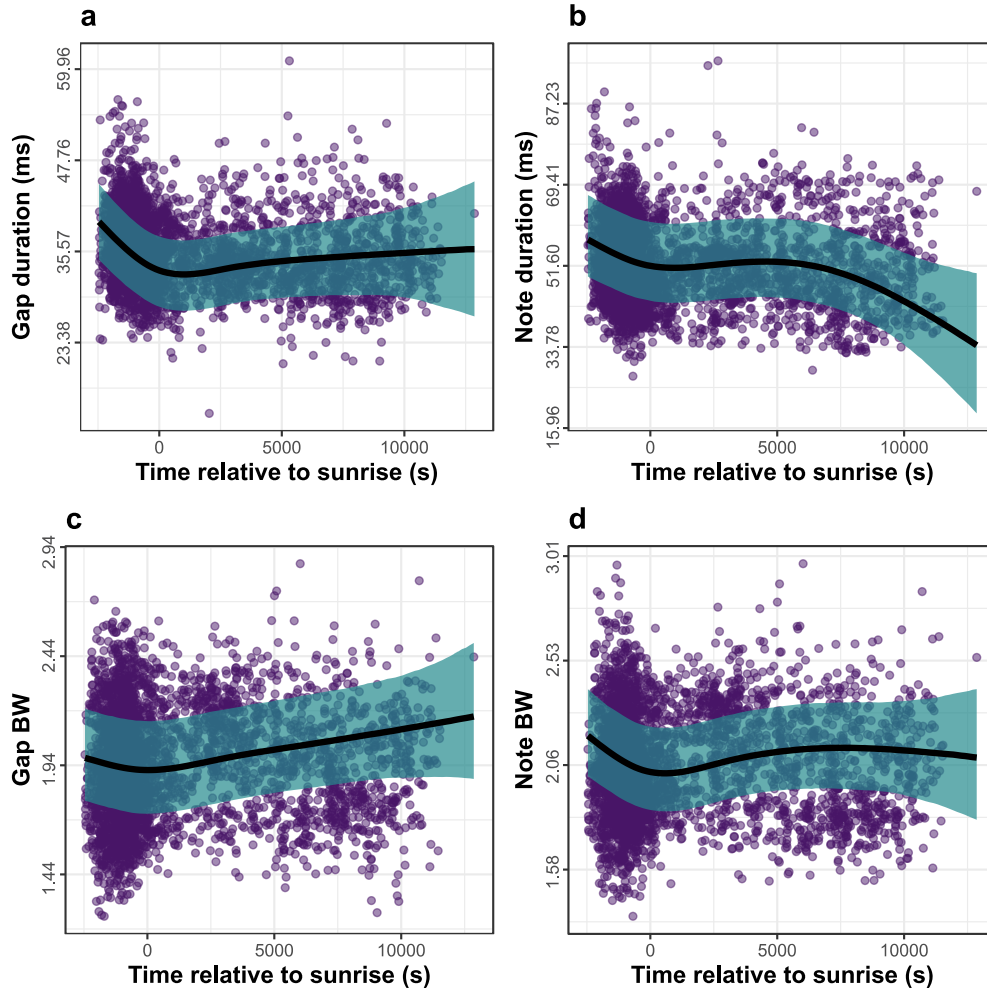 a
59.96
47.76
35.57
23.38
Gap duration (ms)
0 5000 10000
Time relative to sunrise (s)
b
87.23
69.41
51.60
33.78
15.96
Note duration (ms)
0 5000 10000
Time relative to sunrise (s)
c
2.94
2.44
1.94
1.44
Gap BW
0 5000 10000
Time relative to sunrise (s)
d
3.01
2.53
2.06
1.58
Note BW
0 5000 10000
Time relative to sunrise (s)